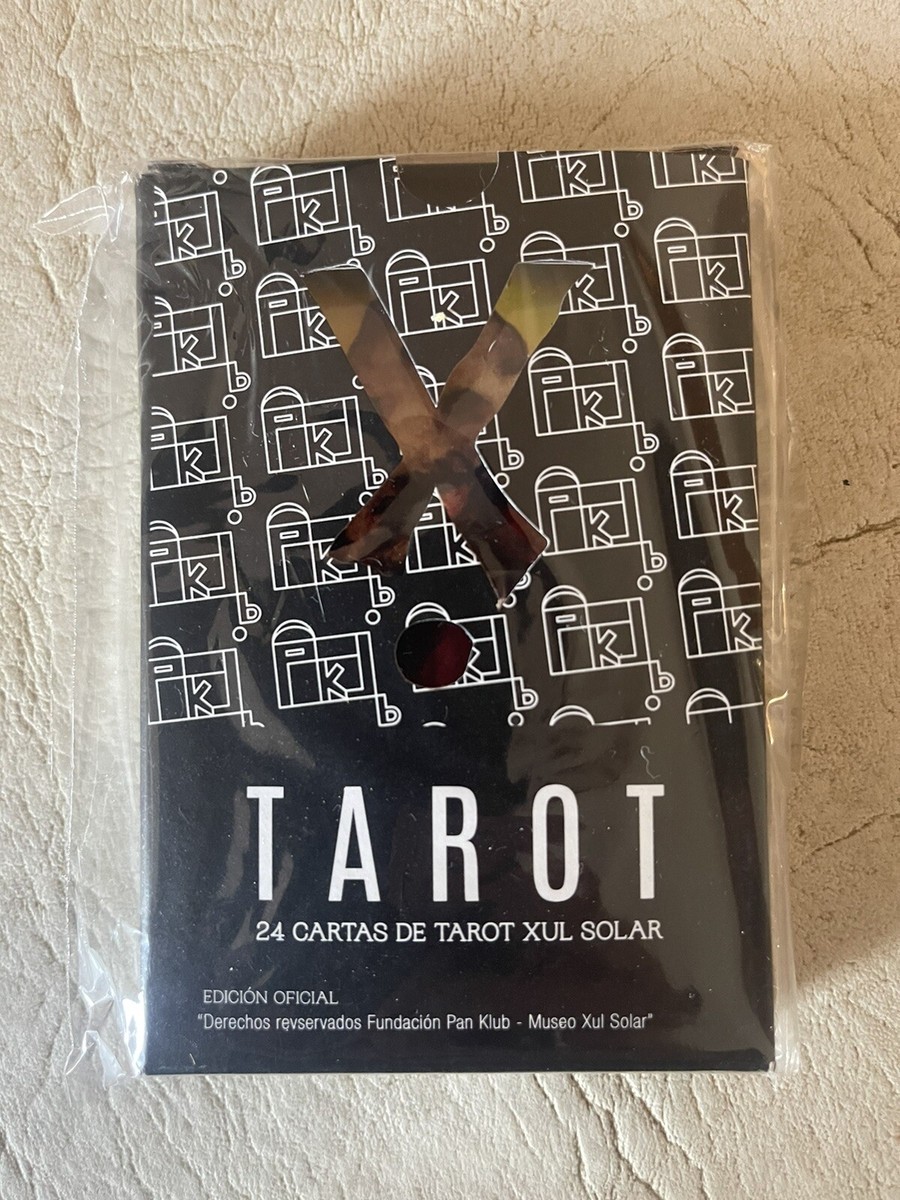 X
TAROT
24 CARTAS DE TAROT XUL SOLAR
EDICIÓN OFICIAL
"Derechos revservados Fundación Pan Klub - Museo Xul Solar"